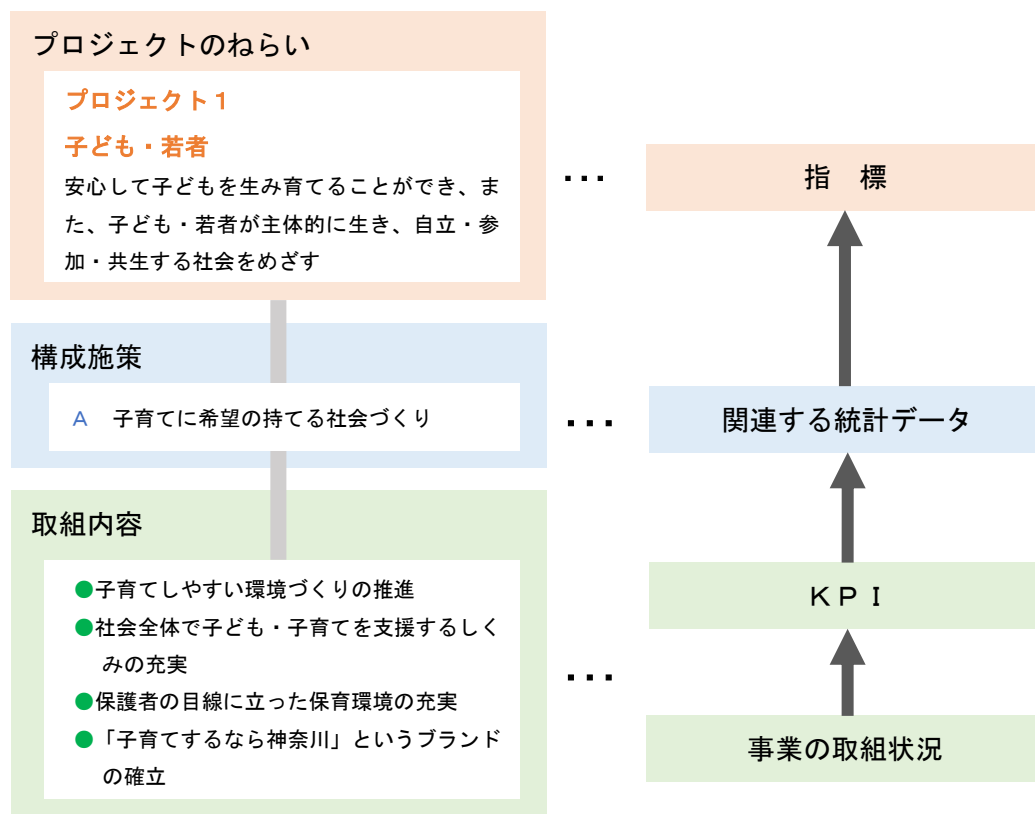 プロジェクトのねらい
プロジェクト１
子ども・若者
安心して子どもを生み育てることができ、ま
た、子ども・若者が主体的に生き、自立・参
加・共生する社会をめざす
・・・
指　標
構成施策
Ａ　子育てに希望の持てる社会づくり
・・・
関連する統計データ
取組内容
●子育てしやすい環境づくりの推進
●社会全体で子ども・子育てを支援するしく
みの充実
●保護者の目線に立った保育環境の充実
●「子育てするなら神奈川」というブランド
の確立
・・・
ＫＰＩ
事業の取組状況